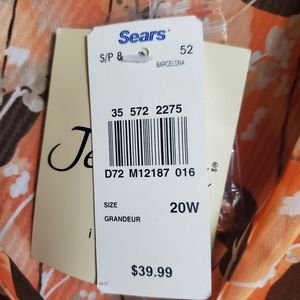 Sears
S/P 8 52
BARCELONA
35 572 2275
D72 M12187 016
SIZE 20W
GRANDEUR
$39.99